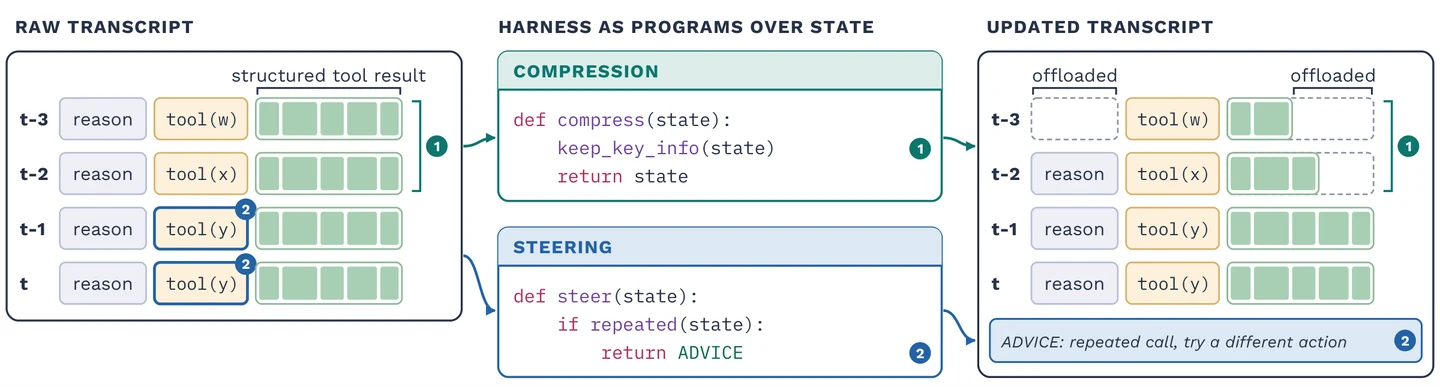 RAW TRANSCRIPT
structured tool result
t-3 reason tool(w)
1
t-2 reason tool(x)
2
t-1 reason tool(y)
2
t reason tool(y)
HARNESS AS PROGRAMS OVER STATE
COMPRESSION
def compress(state):
keep_key_info(state) 1
return state
STEERING
def steer(state):
if repeated(state):
return ADVICE 2
UPDATED TRANSCRIPT
offloaded offloaded
t-3 tool(w)
1
t-2 reason tool(x)
t-1 reason tool(y)
t reason tool(y)
ADVICE: repeated call, try a different action 2